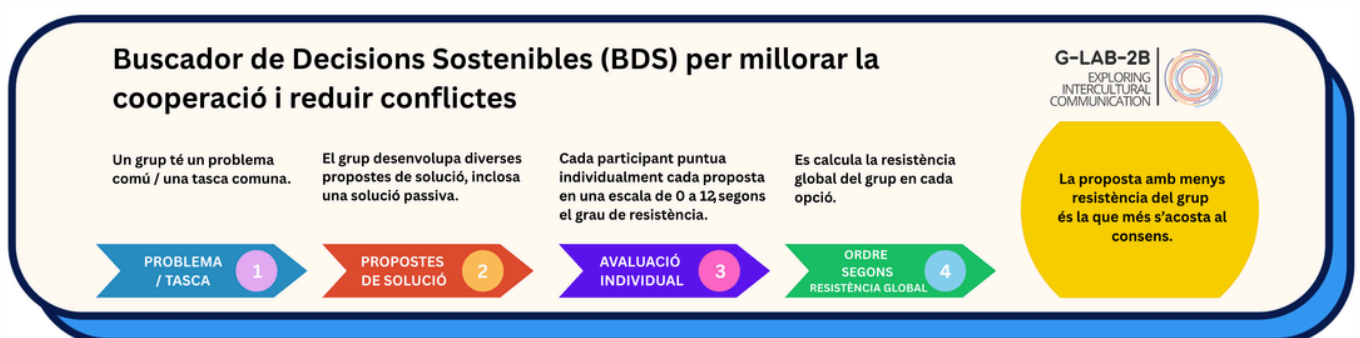 Buscador de Decisions Sostenibles (BDS) per millorar la
cooperació i reduir conflictes
G-LAB-2B
EXPLORING
INTERCULTURAL
COMMUNICATION
Un grup té un problema
comú / una tasca comuna.
El grup desenvolupa diverses
propostes de solució, inclosa
una solució passiva.
Cada participant puntua
individualment cada proposta
en una escala de 0 a 12,segons
el grau de resistència.
Es calcula la resistència
global del grup en cada
opció.
La proposta amb menys
resistència del grup
és la que més s’acosta al
consens.
PROBLEMA
/ TASCA
1
PROPOSTES
DE SOLUCIÓ
2
AVALUACIÓ
INDIVIDUAL
3
ORDRE
SEGONS
RESISTÈNCIA GLOBAL
4